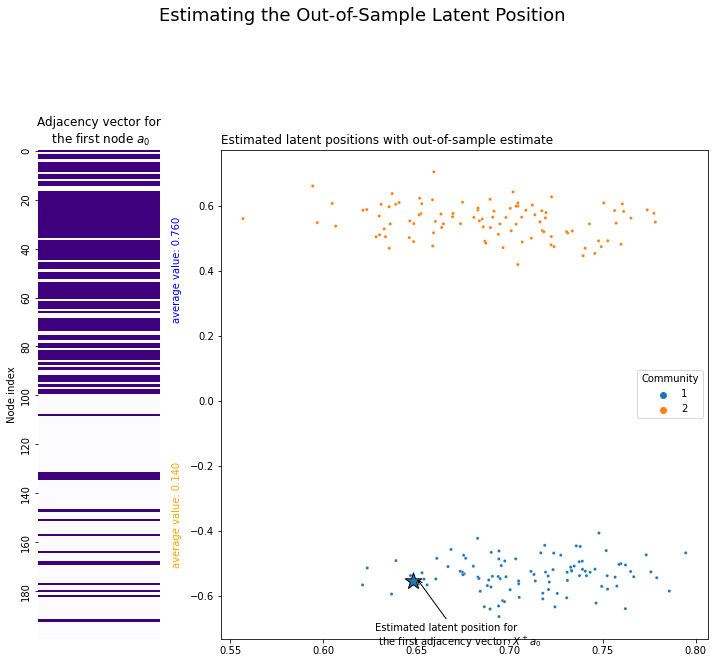 Estimating the Out-of-Sample Latent Position
Adjacency vector for
the first node a₀
Estimated latent positions with out-of-sample estimate
Node index
0
20
40
60
80
100
120
140
160
180
average value: 0.760
average value: 0.140
0.6
0.4
0.2
0.0
−0.2
−0.4
−0.6
Community
1
2
Estimated latent position for
the first adjacency vector: X⁺a₀
0.55
0.60
0.65
0.70
0.75
0.80